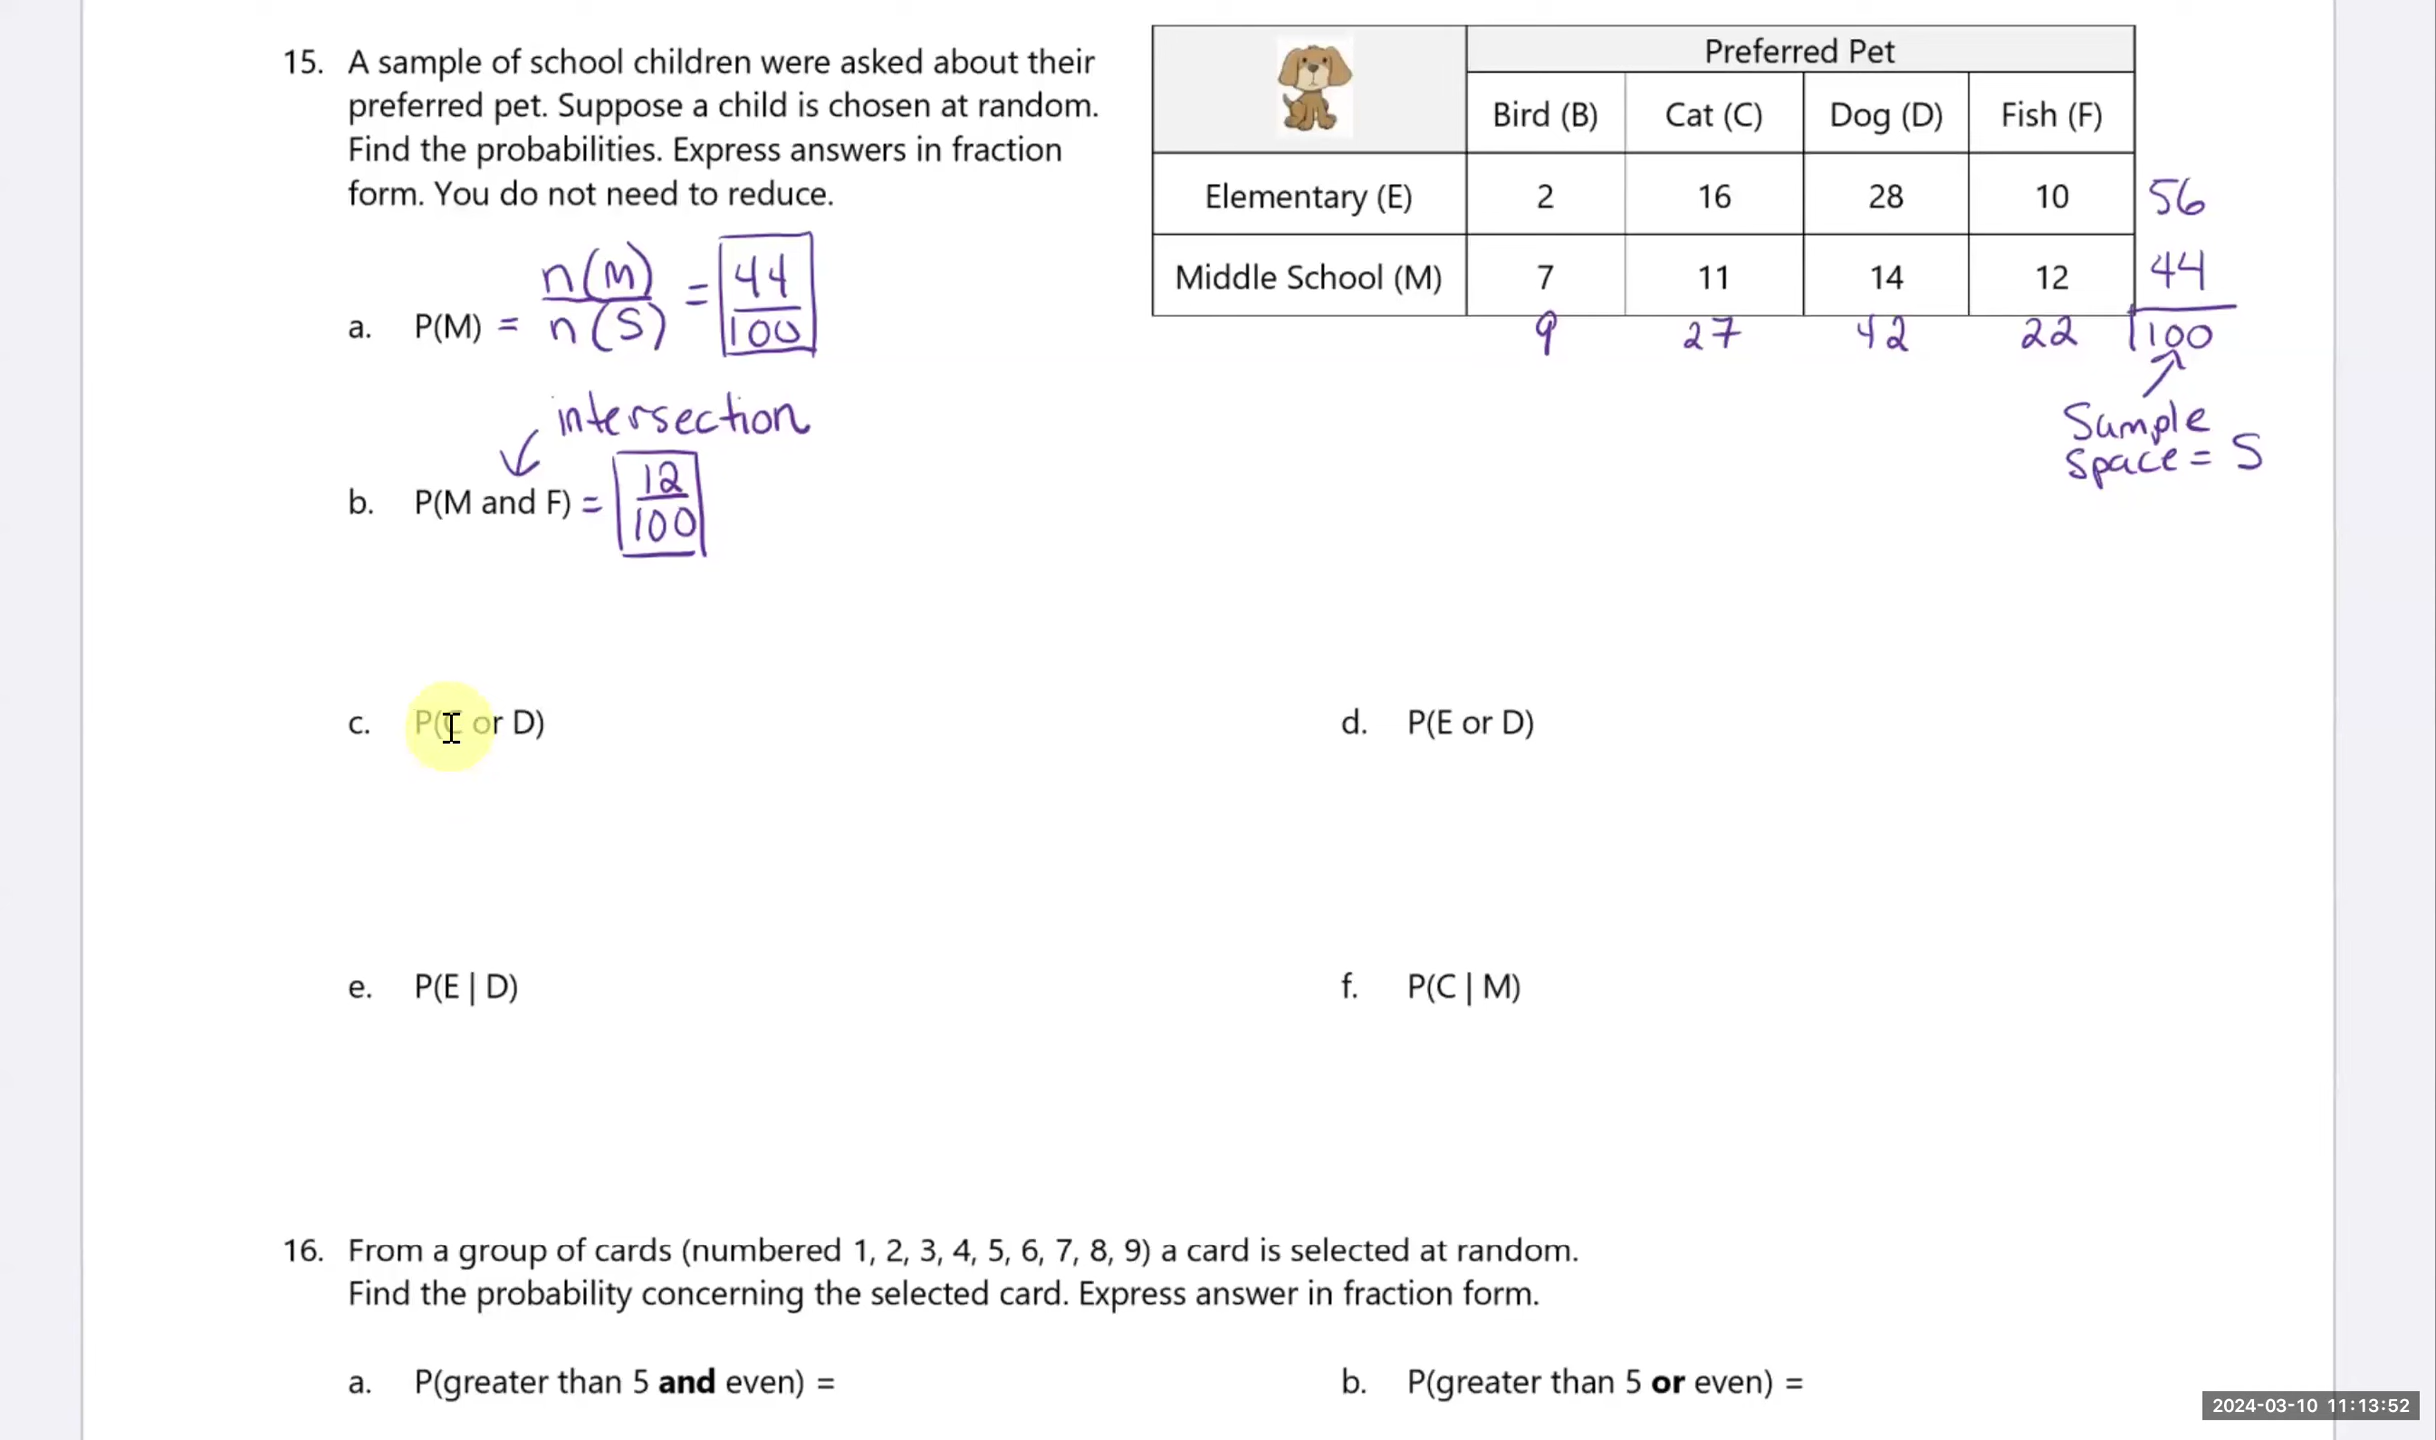 15. A sample of school children were asked about their
preferred pet. Suppose a child is chosen at random.
Find the probabilities. Express answers in fraction
form. You do not need to reduce.
Preferred Pet
Bird (B) Cat (C) Dog (D) Fish (F)
Elementary (E) 2 16 28 10 56
Middle School (M) 7 11 14 12 44
9 27 42 22 100
Sample
Space = S
a. P(M) = n(M)/n(S) = 44/100
intersection
b. P(M and F) = 12/100
c. P(C or D)
d. P(E or D)
e. P(E | D)
f. P(C | M)
16. From a group of cards (numbered 1, 2, 3, 4, 5, 6, 7, 8, 9) a card is selected at random.
Find the probability concerning the selected card. Express answer in fraction form.
a. P(greater than 5 and even) =
b. P(greater than 5 or even) =
2024-03-10 11:13:52